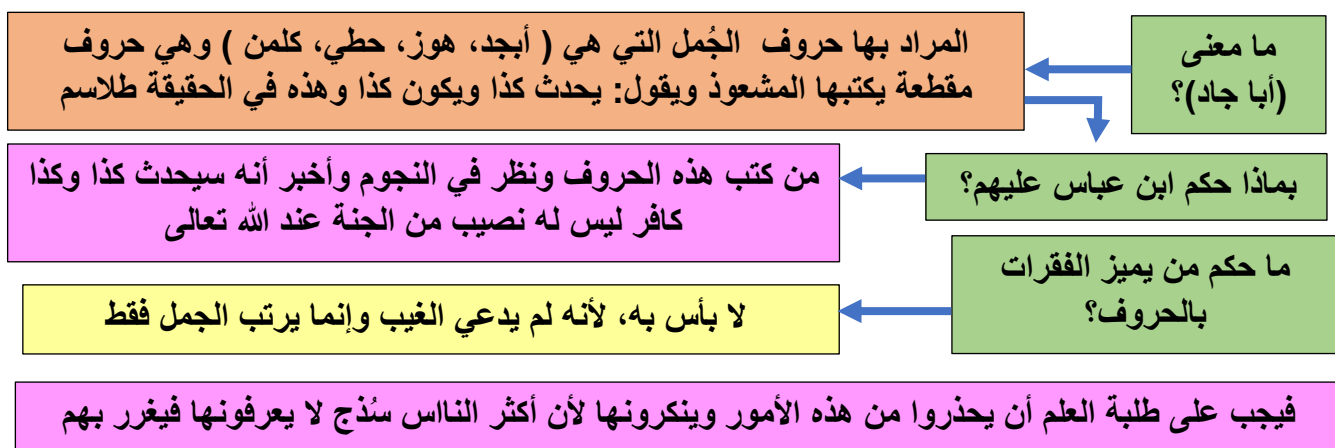 ما معنى
(أبا جاد)؟
المراد بها حروف الجُمل التي هي ( أبجد، هوز، حطي، كلمن ) وهي حروف
مقطعة يكتبها المشعوذ ويقول: يحدث كذا ويكون كذا وهذه في الحقيقة طلاسم
بماذا حكم ابن عباس عليهم؟
من كتب هذه الحروف ونظر في النجوم وأخبر أنه سيحدث كذا وكذا
كافر ليس له نصيب من الجنة عند الله تعالى
ما حكم من يميز الفقرات
بالحروف؟
لا بأس به، لأنه لم يدعي الغيب وإنما يرتب الجمل فقط
فيجب على طلبة العلم أن يحذروا من هذه الأمور وينكرونها لأن أكثر النااس سُذج لا يعرفونها فيغرر بهم